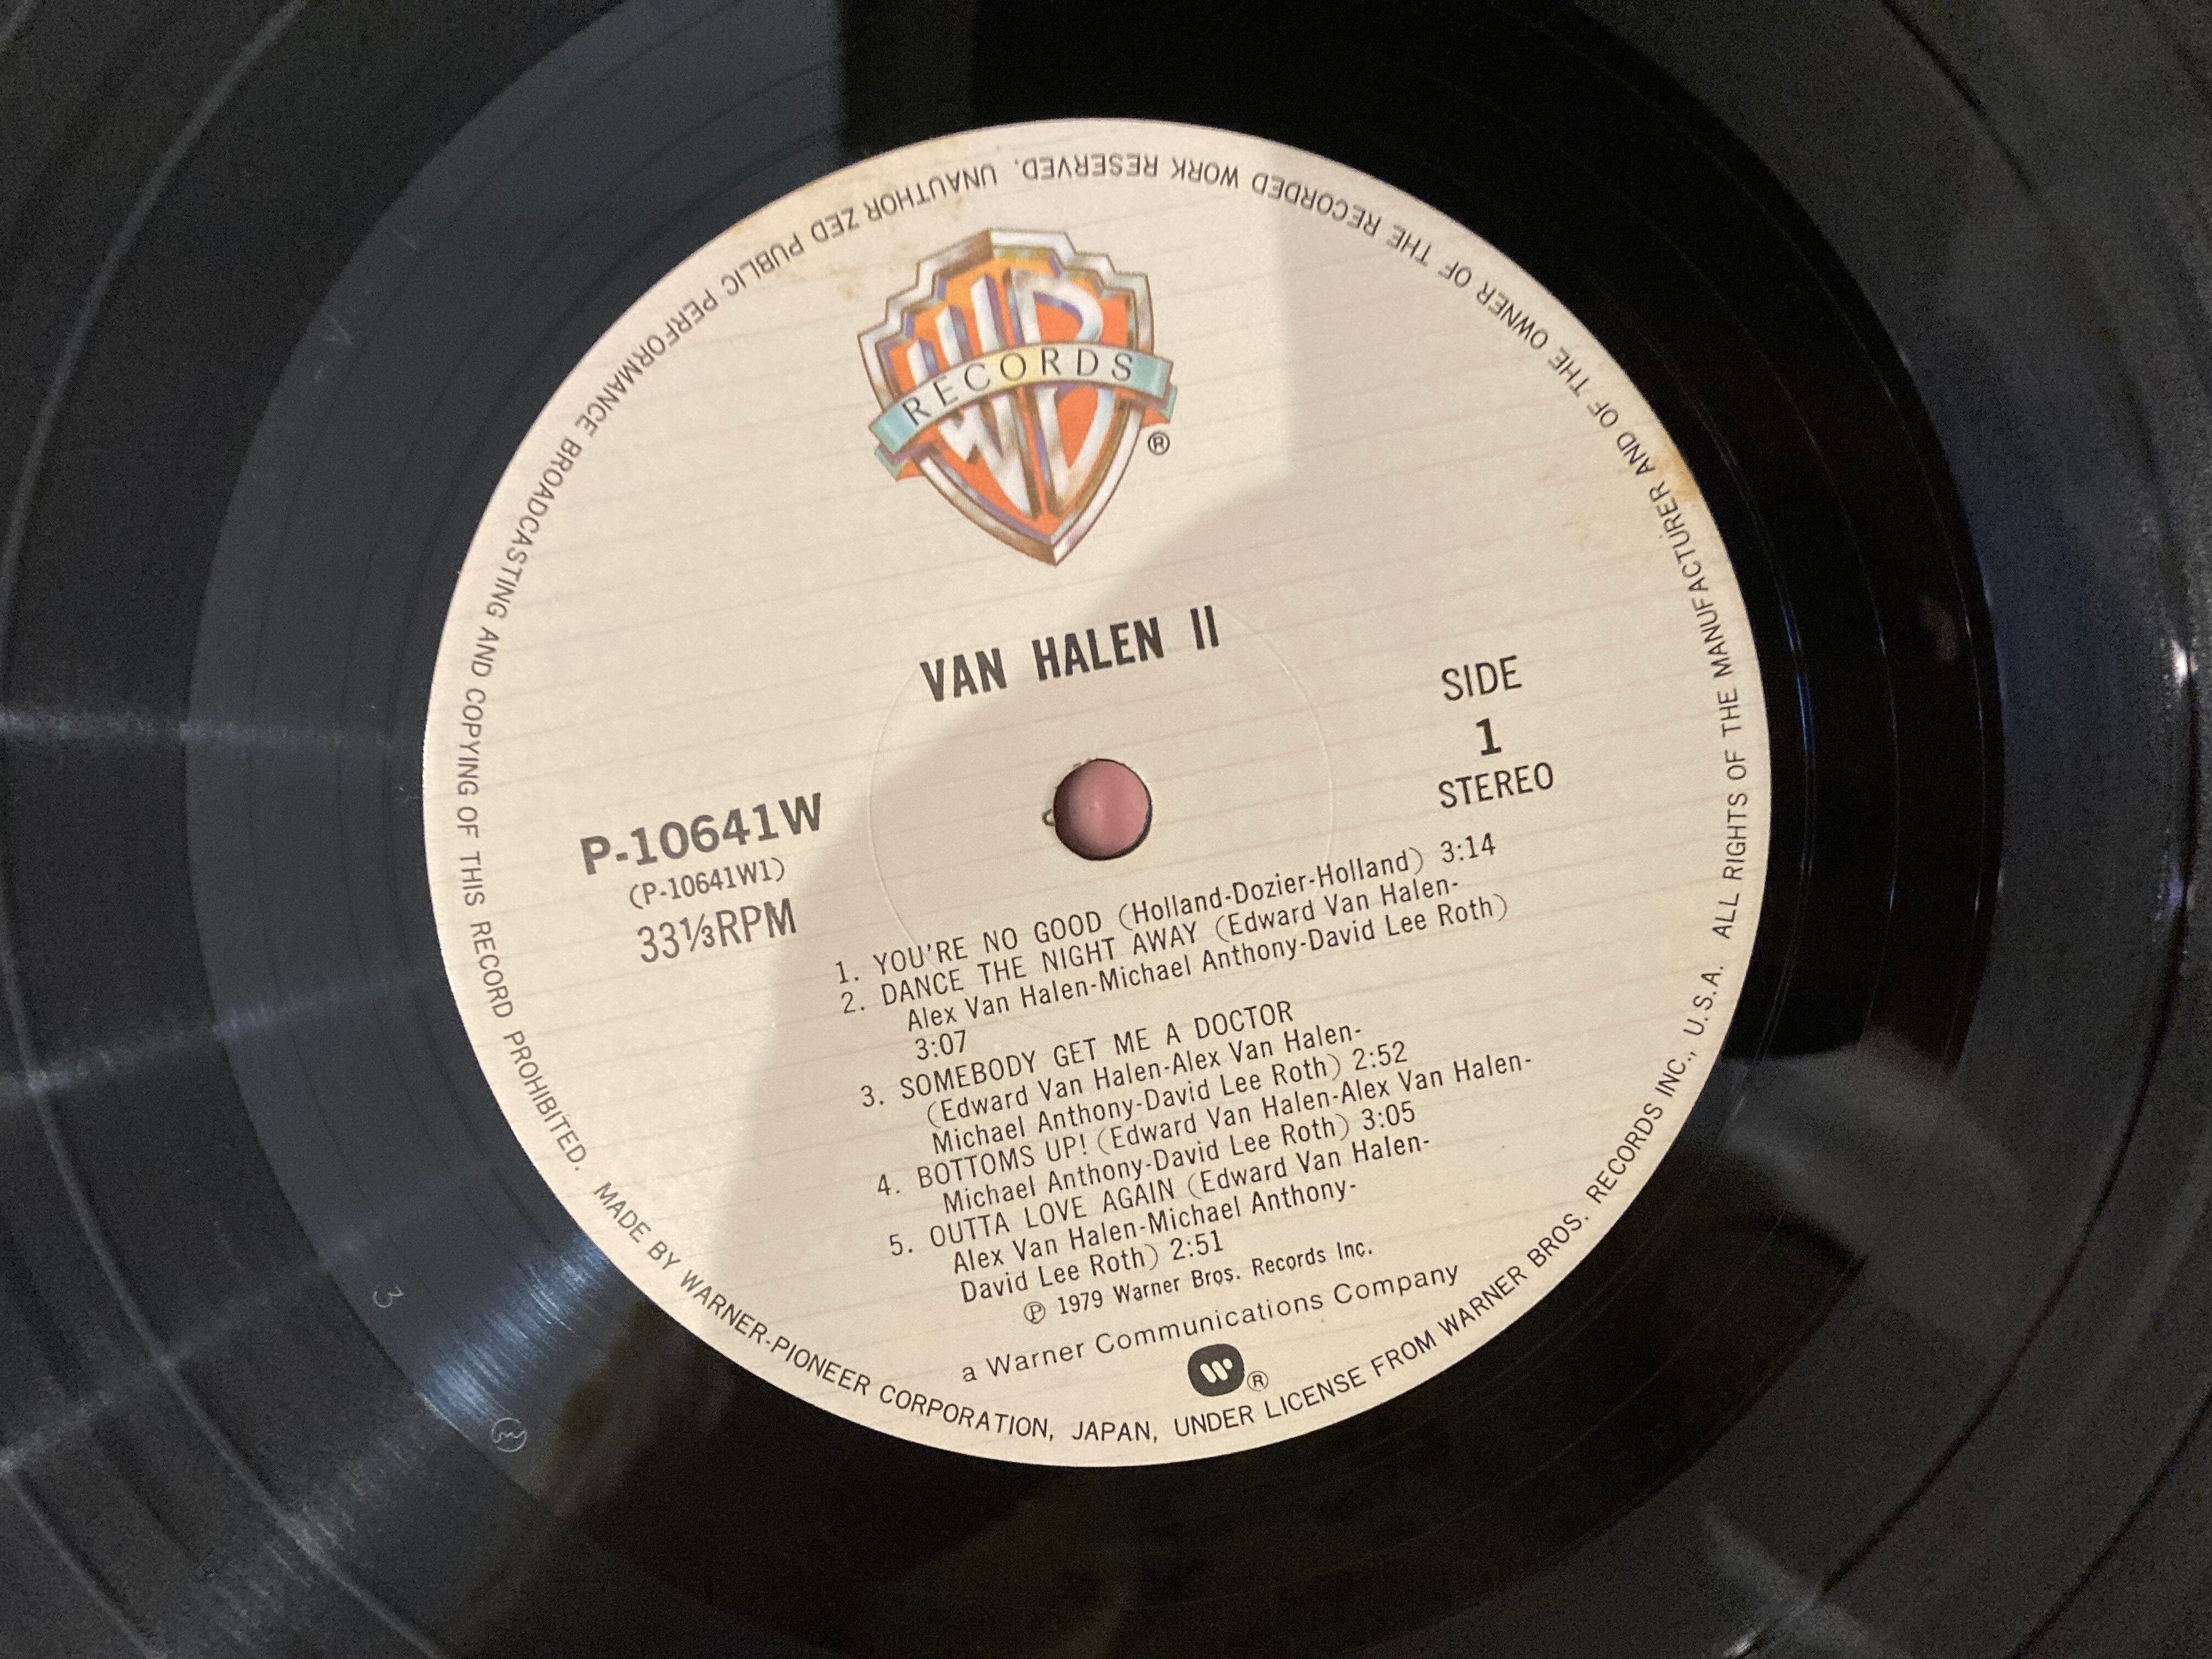 WB
RECORDS
®
VAN HALEN II
SIDE
1
STEREO
P-10641W
(P-10641W1)
33⅓RPM
1. YOU'RE NO GOOD (Holland-Dozier-Holland) 3:14
2. DANCE THE NIGHT AWAY (Edward Van Halen-
Alex Van Halen-Michael Anthony-David Lee Roth)
3:07
3. SOMEBODY GET ME A DOCTOR
(Edward Van Halen-Alex Van Halen-
Michael Anthony-David Lee Roth) 2:52
4. BOTTOMS UP! (Edward Van Halen-Alex Van Halen-
Michael Anthony-David Lee Roth) 3:05
5. OUTTA LOVE AGAIN (Edward Van Halen-
Alex Van Halen-Michael Anthony-
David Lee Roth) 2:51
℗ 1979 Warner Bros. Records Inc.
a Warner Communications Company
®
MADE BY WARNER-PIONEER CORPORATION, JAPAN, UNDER LICENSE FROM WARNER BROS. RECORDS INC., U.S.A. ALL RIGHTS OF THE MANUFACTURER AND OF THE OWNER OF THE RECORDED WORK RESERVED. UNAUTHOR ZED PUBLIC PERFORMANCE BROADCASTING AND COPYING OF THIS RECORD PROHIBITED.
3